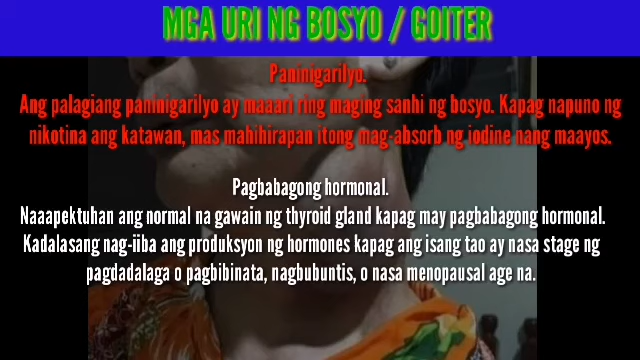 MGA URI NG BOSYO / GOITER
Paninigarilyo.
Ang palagiang paninigarilyo ay maaari ring maging sanhi ng bosyo. Kapag napuno ng
nikotina ang katawan, mas mahihirapan itong mag-absorb ng iodine nang maayos.
Pagbabagong hormonal.
Naaapektuhan ang normal na gawain ng thyroid gland kapag may pagbabagong hormonal.
Kadalasang nag-iiba ang produksyon ng hormones kapag ang isang tao ay nasa stage ng
pagdadalaga o pagbibinata, nagbubuntis, o nasa menopausal age na.